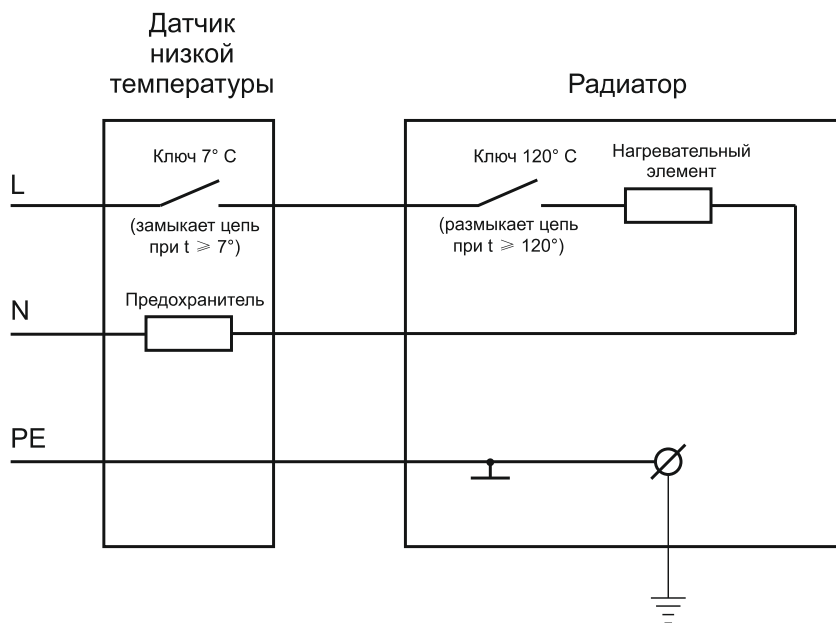 Датчик
низкой
температуры
Радиатор
Ключ 7° C
Ключ 120° C
Нагревательный
элемент
L
(замыкает цепь
при t ⩾ 7°)
(размыкает цепь
при t ⩾ 120°)
N
Предохранитель
PE